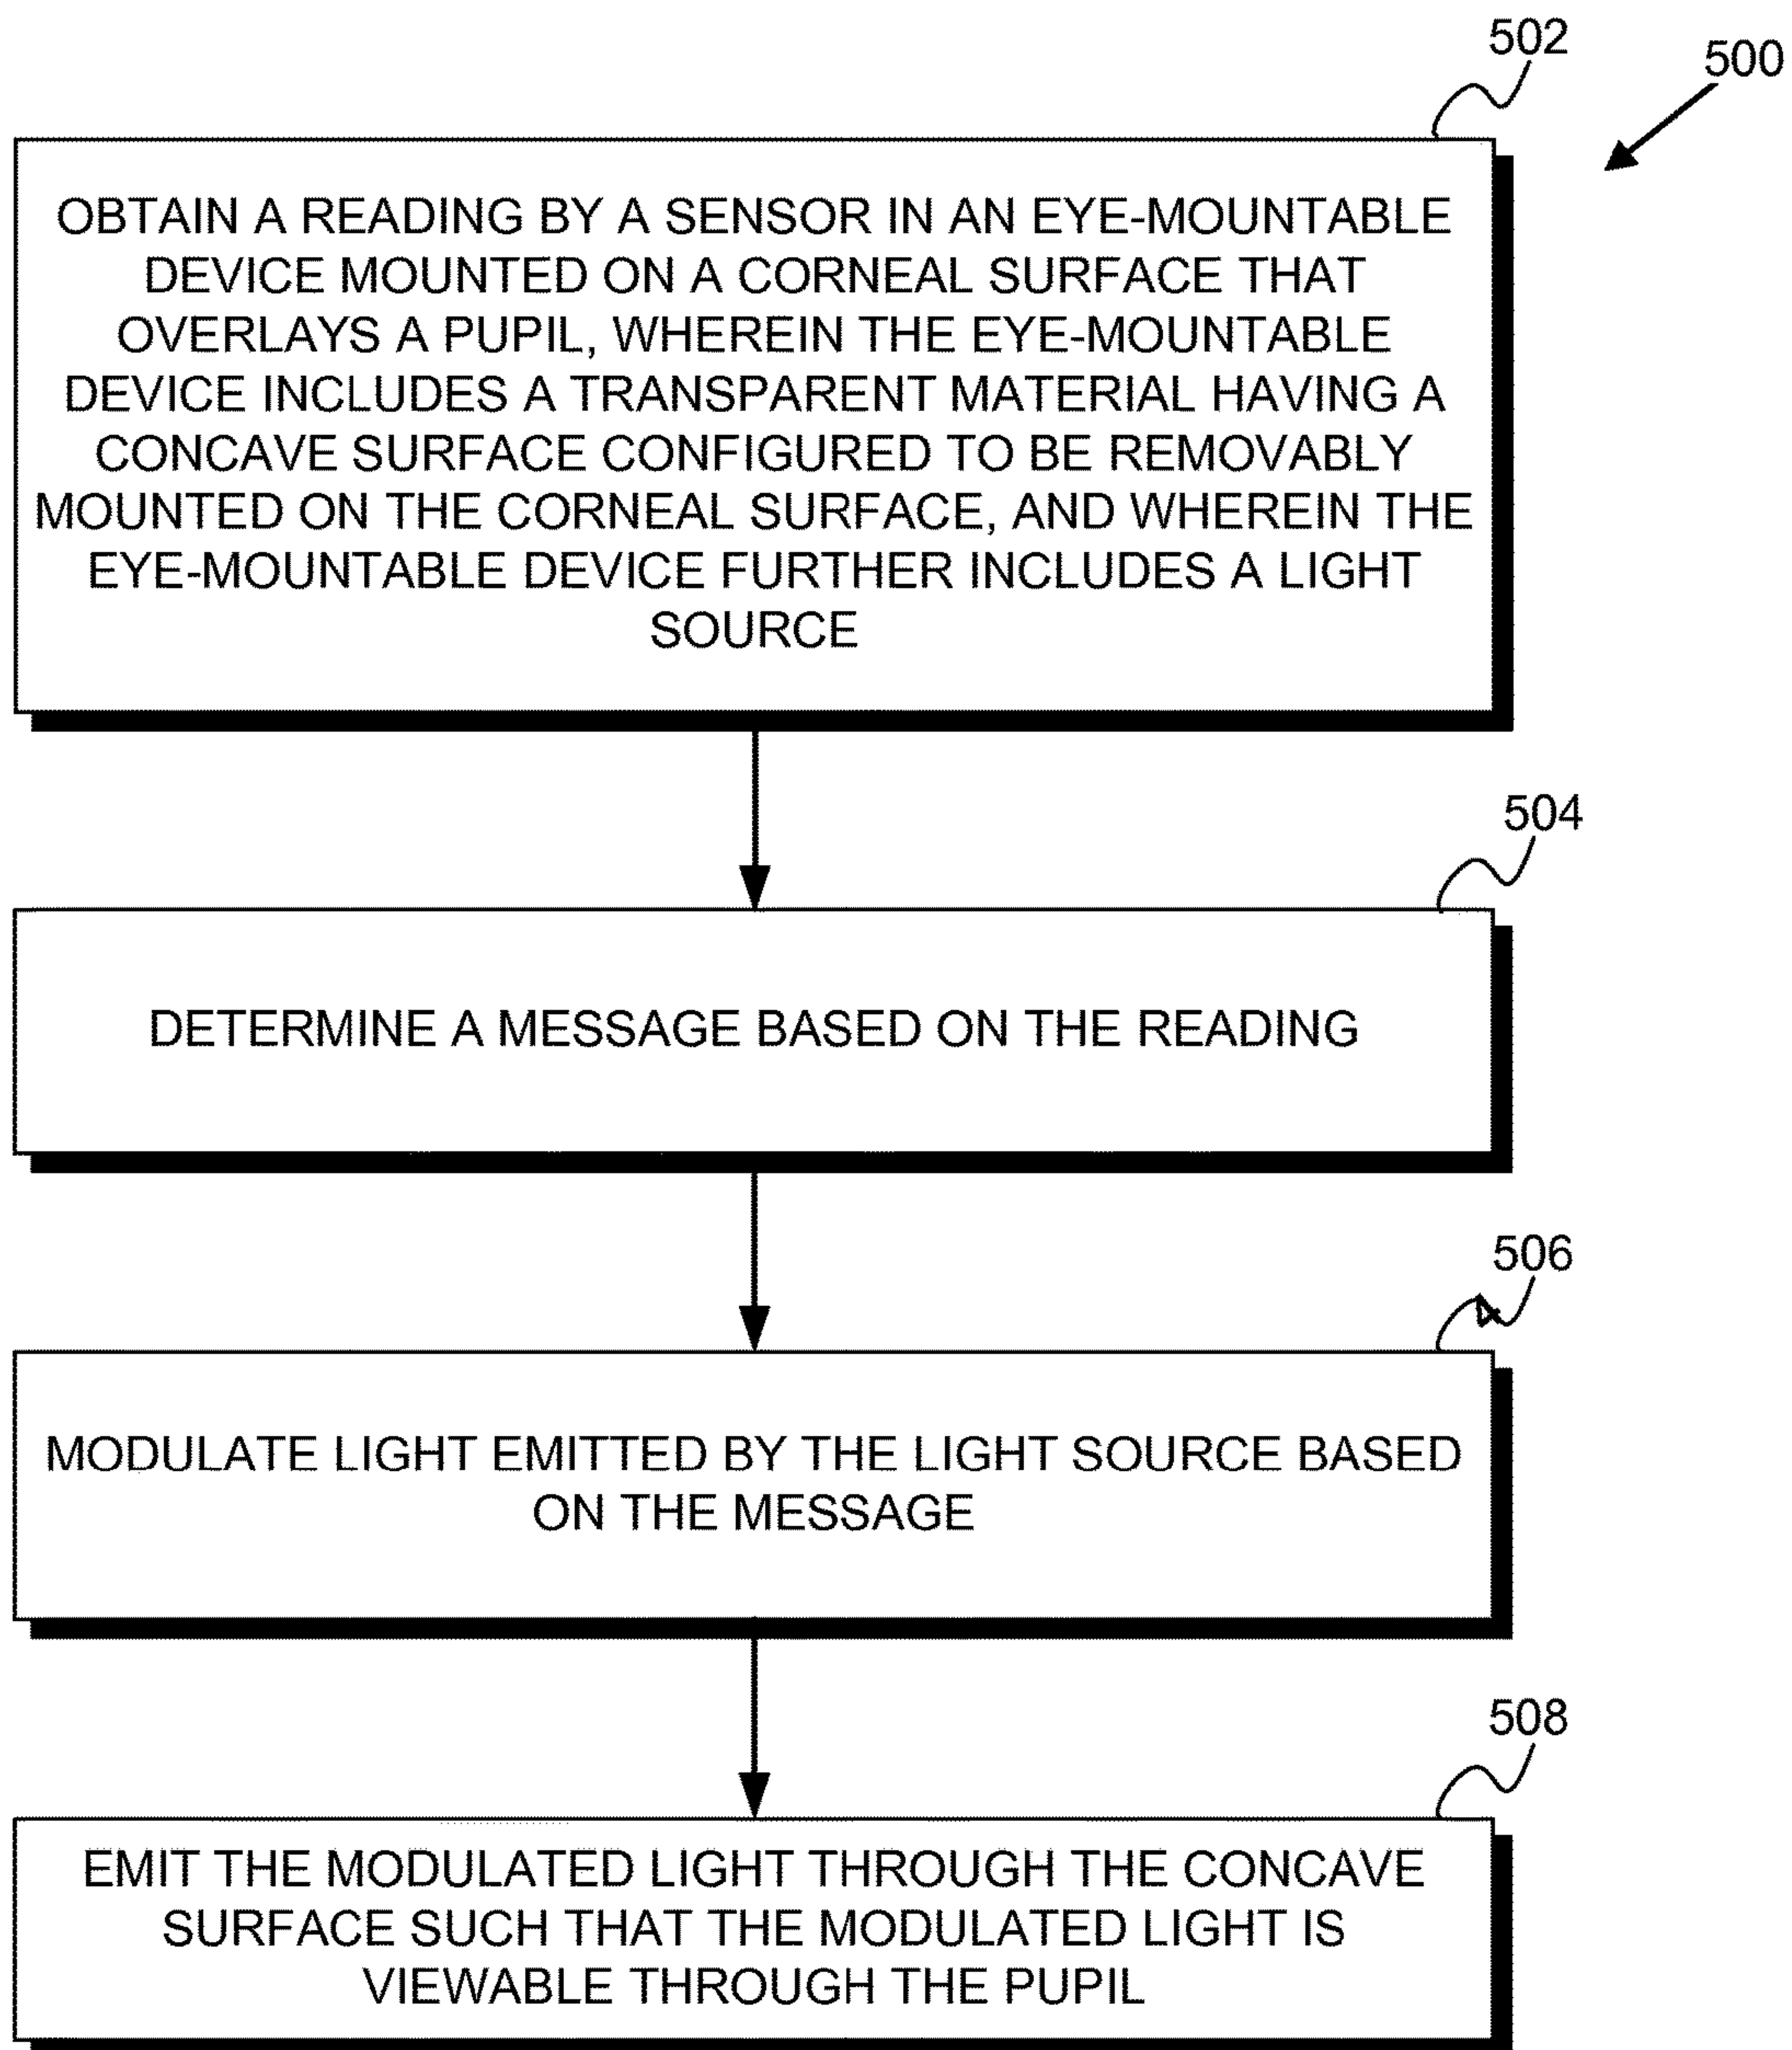 502
500
OBTAIN A READING BY A SENSOR IN AN EYE-MOUNTABLE
DEVICE MOUNTED ON A CORNEAL SURFACE THAT
OVERLAYS A PUPIL, WHEREIN THE EYE-MOUNTABLE
DEVICE INCLUDES A TRANSPARENT MATERIAL HAVING A
CONCAVE SURFACE CONFIGURED TO BE REMOVABLY
MOUNTED ON THE CORNEAL SURFACE, AND WHEREIN THE
EYE-MOUNTABLE DEVICE FURTHER INCLUDES A LIGHT
SOURCE
504
DETERMINE A MESSAGE BASED ON THE READING
506
MODULATE LIGHT EMITTED BY THE LIGHT SOURCE BASED
ON THE MESSAGE
508
EMIT THE MODULATED LIGHT THROUGH THE CONCAVE
SURFACE SUCH THAT THE MODULATED LIGHT IS
VIEWABLE THROUGH THE PUPIL